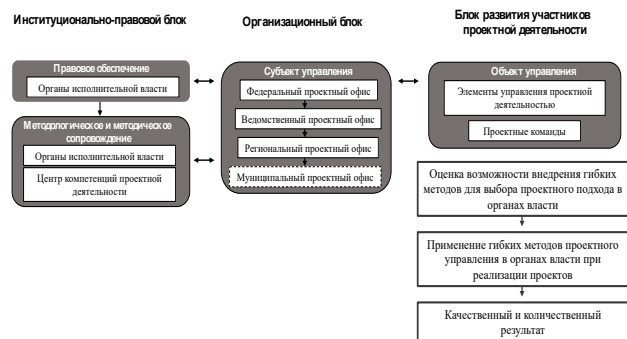 Институционально-правовой блок
Правовое обеспечение
Органы исполнительной власти
Методологическое и методическое
сопровождение
Органы исполнительной власти
Центр компетенций проектной
деятельности
Организационный блок
Субъект управления
Федеральный проектный офис
Ведомственный проектный офис
Региональный проектный офис
Муниципальный проектный офис
Блок развития участников
проектной деятельности
Объект управления
Элементы управления проектной
деятельностью
Проектные команды
Оценка возможности внедрения гибких
методов для выбора проектного подхода в
органах власти
Применение гибких методов проектного
управления в органах власти при
реализации проектов
Качественный и количественный
результат